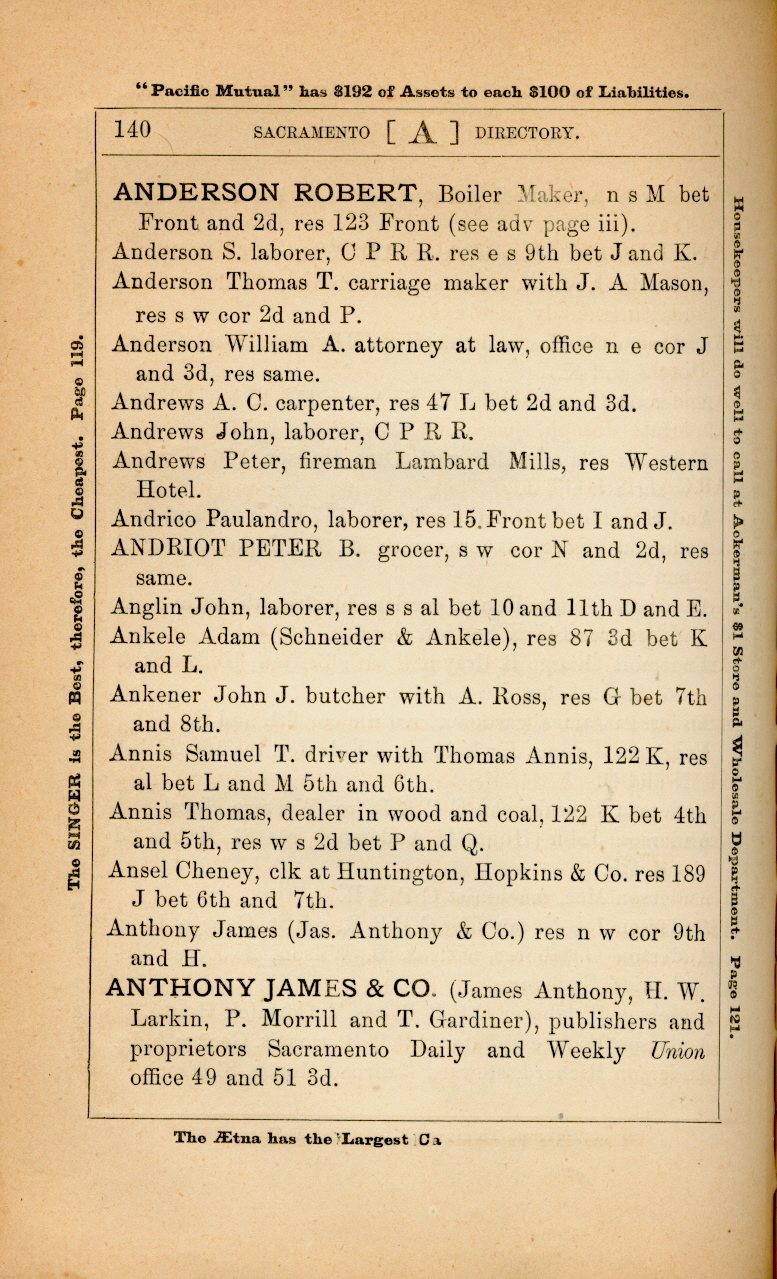 “Pacific Mutual” has $192 of Assets to each $100 of Liabilities.
140 SACRAMENTO [ A ] DIRECTORY.
ANDERSON ROBERT, Boiler Maker, n s M bet
Front and 2d, res 123 Front (see adv page iii).
Anderson S. laborer, C P R R. res e s 9th bet J and K.
Anderson Thomas T. carriage maker with J. A Mason,
res s w cor 2d and P.
Anderson William A. attorney at law, office n e cor J
and 3d, res same.
Andrews A. C. carpenter, res 47 L bet 2d and 3d.
Andrews John, laborer, C P R R.
Andrews Peter, fireman Lambard Mills, res Western
Hotel.
Andrico Paulandro, laborer, res 15. Front bet I and J.
ANDRIOT PETER B. grocer, s w cor N and 2d, res
same.
Anglin John, laborer, res s s al bet 10 and 11th D and E.
Ankele Adam (Schneider & Ankele), res 87 3d bet K
and L.
Ankener John J. butcher with A. Ross, res G bet 7th
and 8th.
Annis Samuel T. driver with Thomas Annis, 122 K, res
al bet L and M 5th and 6th.
Annis Thomas, dealer in wood and coal, 122 K bet 4th
and 5th, res w s 2d bet P and Q.
Ansel Cheney, clk at Huntington, Hopkins & Co. res 189
J bet 6th and 7th.
Anthony James (Jas. Anthony & Co.) res n w cor 9th
and H.
ANTHONY JAMES & CO. (James Anthony, H. W.
Larkin, P. Morrill and T. Gardiner), publishers and
proprietors Sacramento Daily and Weekly Union
office 49 and 51 3d.
The Ætna has the Largest Ca
The SINGER is the Best, therefore, the Cheapest. Page 119.
Housekeepers will do well to call at Ackerman's $1 Store and Wholesale Department. Page 121.